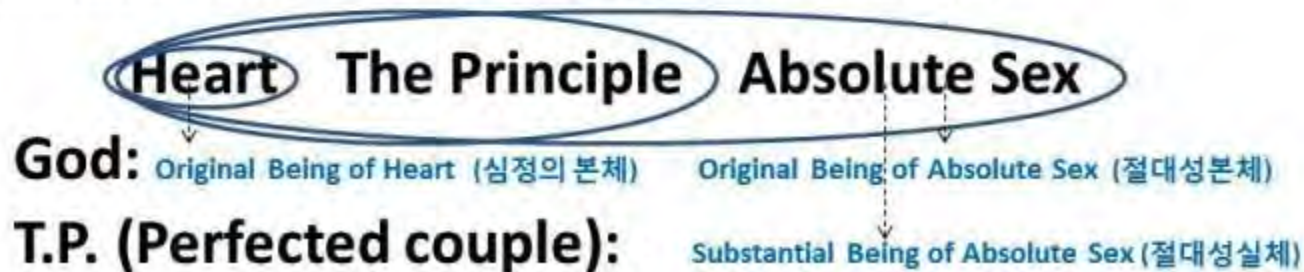 Heart The Principle Absolute Sex
God: Original Being of Heart (심정의 본체) Original Being of Absolute Sex (절대성본체)
T.P. (Perfected couple): Substantial Being of Absolute Sex (절대성실체)